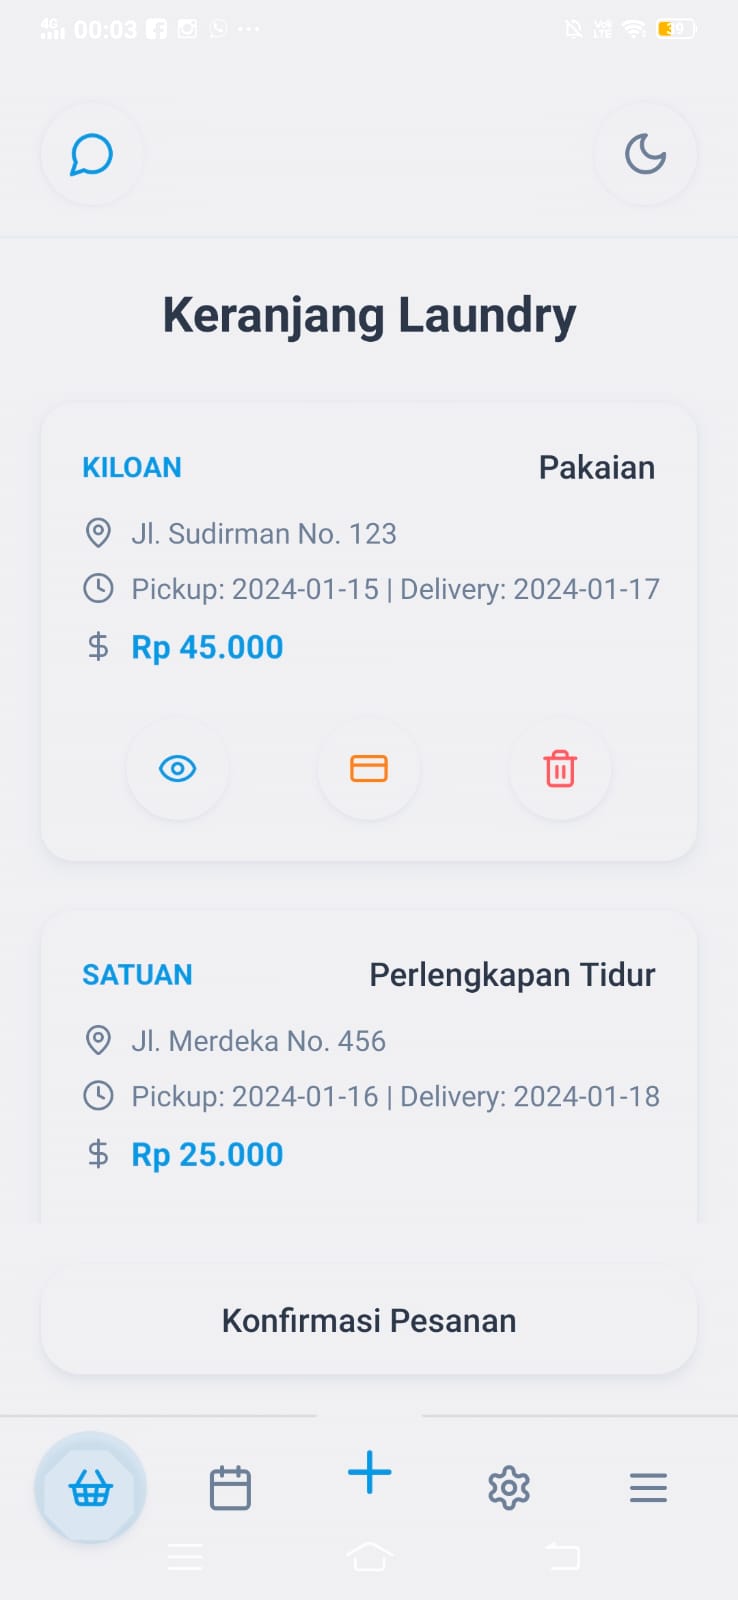 4G 00:03 VoLTE 39
Keranjang Laundry
KILOAN Pakaian
Jl. Sudirman No. 123
Pickup: 2024-01-15 | Delivery: 2024-01-17
$ Rp 45.000
SATUAN Perlengkapan Tidur
Jl. Merdeka No. 456
Pickup: 2024-01-16 | Delivery: 2024-01-18
$ Rp 25.000
Konfirmasi Pesanan